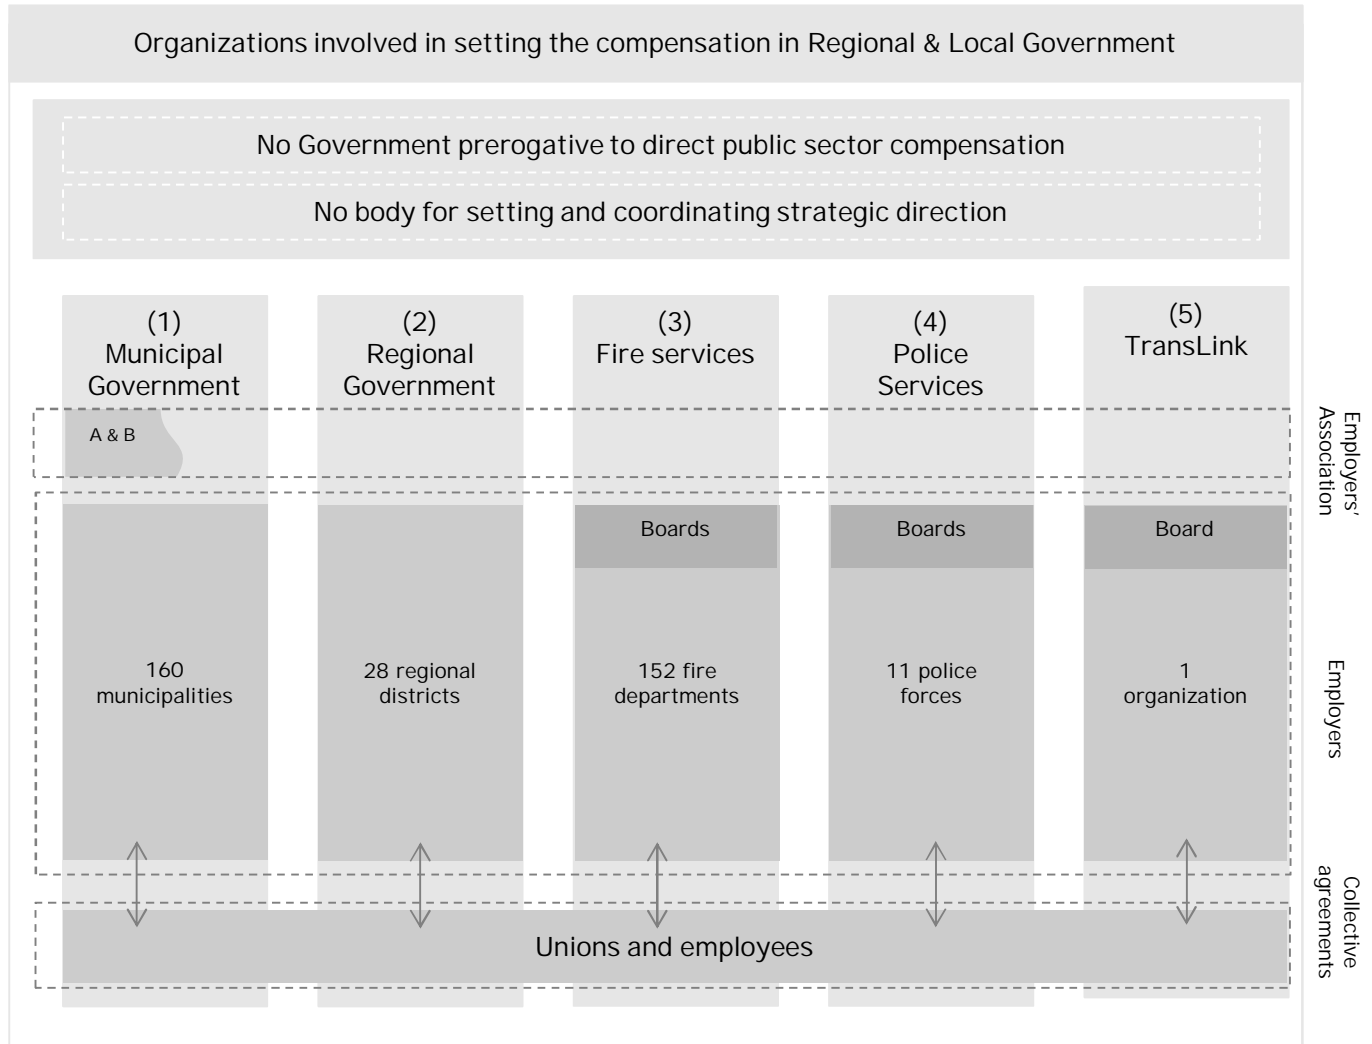 Organizations involved in setting the compensation in Regional & Local Government
No Government prerogative to direct public sector compensation
No body for setting and coordinating strategic direction
(1)
Municipal
Government
(2)
Regional
Government
(3)
Fire services
(4)
Police
Services
(5)
TransLink
A & B
Employers'
Association
Boards
Boards
Board
160
municipalities
28 regional
districts
152 fire
departments
11 police
forces
1
organization
Employers
Unions and employees
Collective
agreements